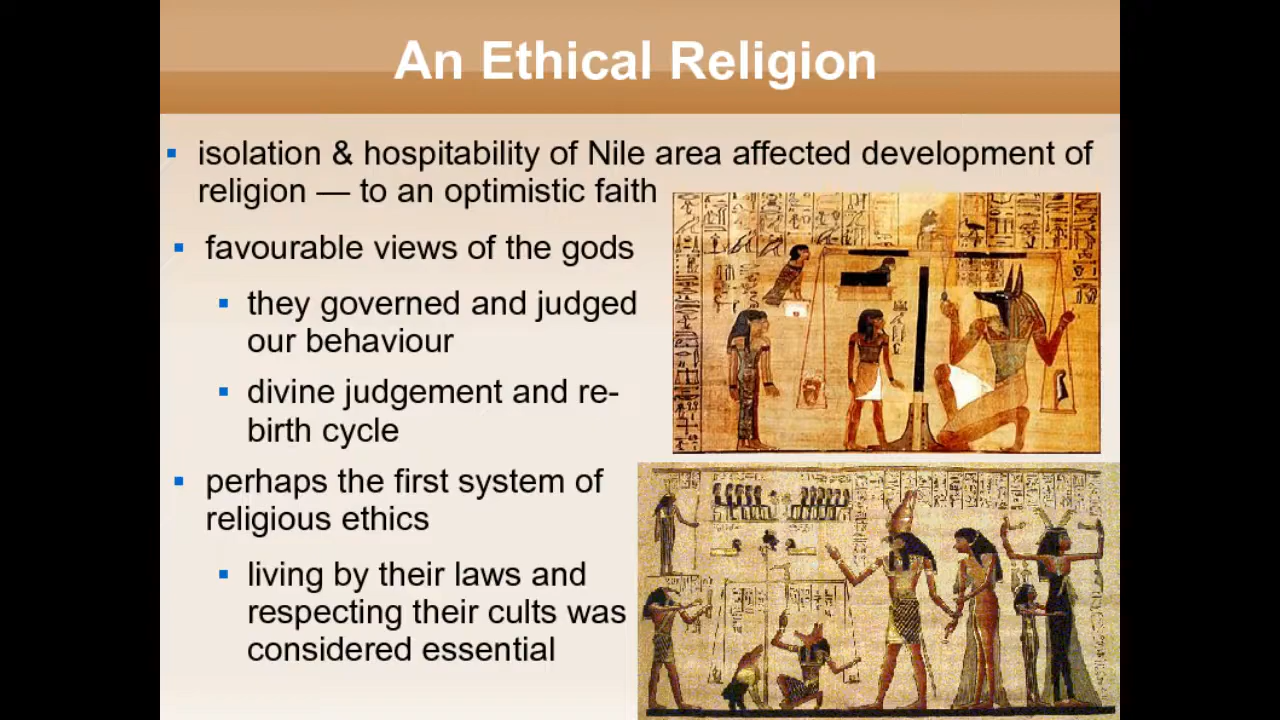 An Ethical Religion
▪ isolation & hospitability of Nile area affected development of
religion — to an optimistic faith
▪ favourable views of the gods
▪ they governed and judged
our behaviour
▪ divine judgement and re-
birth cycle
▪ perhaps the first system of
religious ethics
▪ living by their laws and
respecting their cults was
considered essential